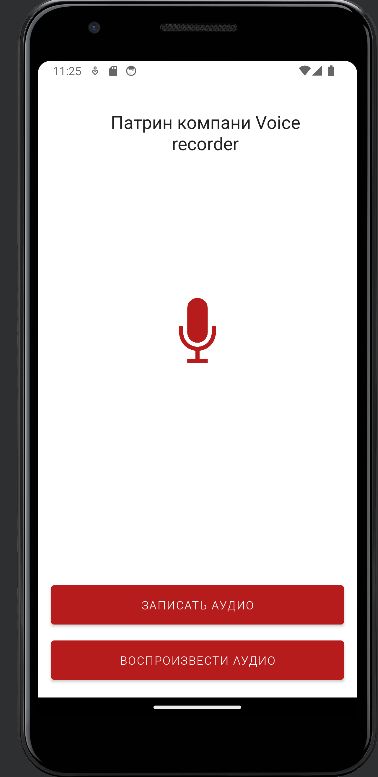 11:25
Патрин компани Voice
recorder
ЗАПИСАТЬ АУДИО
ВОСПРОИЗВЕСТИ АУДИО